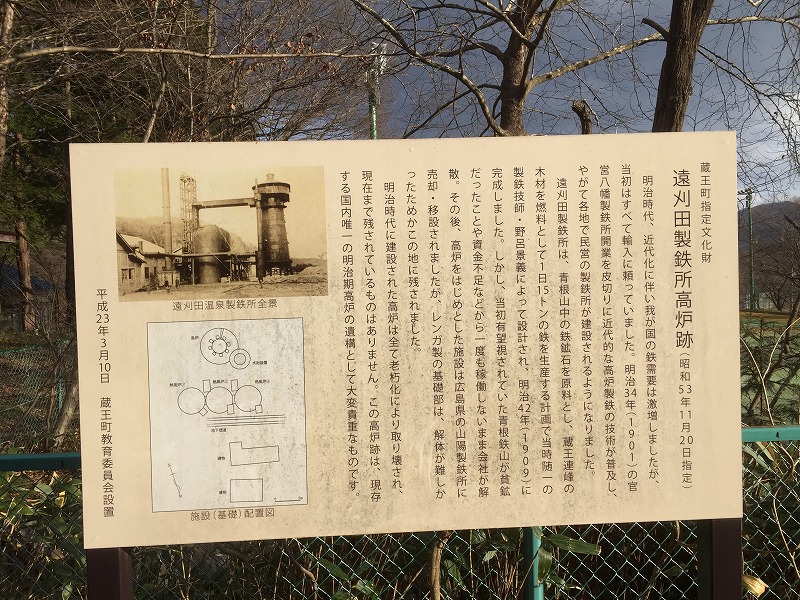 蔵王町指定文化財
遠刈田製鉄所高炉跡（昭和53年11月20日指定）
明治時代、近代化に伴い我が国の鉄需要は激増しましたが、
当初はすべて輸入に頼っていました。明治34年（1901）の官
営八幡製鉄所開業を皮切りに近代的な高炉製鉄の技術が普及し、
やがて各地で民営の製鉄所が建設されるようになりました。
遠刈田製鉄所は、青根山中の鉄鉱石を原料とし、蔵王連峰の
木材を燃料として1日15トンの鉄を生産する計画で当時随一の
製鉄技師・野呂景義によって設計され、明治42年（1909）に
完成しました。しかし、当初有望視されていた青根鉄山が貧鉱
だったことや資金不足などから一度も稼働しないまま会社が解
散。その後、高炉をはじめとした施設は広島県の山陽製鉄所に
売却・移設されましたが、レンガ製の基礎部は、解体が難しか
ったためかこの地に残されました。
明治時代に建設された高炉は全て老朽化により取り壊され、
現在まで残されているものはありません。この高炉跡は、現存
する国内唯一の明治期高炉の遺構として大変貴重なものです。
遠刈田温泉製鉄所全景
高炉
熱風炉
熱風炉
熱風炉
地下煙道
建物
建物
施設（基礎）配置図
平成23年3月10日　蔵王町教育委員会設置